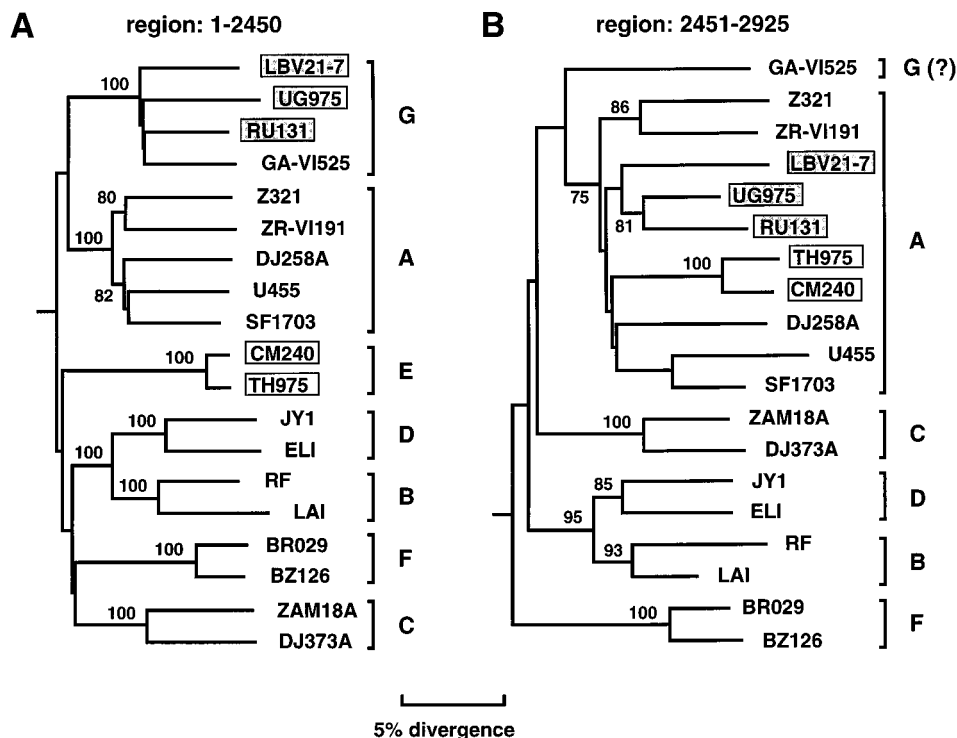 A
region: 1-2450
100
LBV21-7
UG975
RU131
GA-VI525
G
80
100
82
Z321
ZR-VI191
DJ258A
U455
SF1703
A
100
CM240
TH975
E
100
100
JY1
ELI
D
100
RF
LAI
B
100
BR029
BZ126
F
100
ZAM18A
DJ373A
C
B
region: 2451-2925
GA-VI525
G (?)
86
Z321
ZR-VI191
75
LBV21-7
81
UG975
RU131
A
100
TH975
CM240
DJ258A
U455
SF1703
100
ZAM18A
DJ373A
C
95
85
JY1
ELI
D
93
RF
LAI
B
100
BR029
BZ126
F
5% divergence